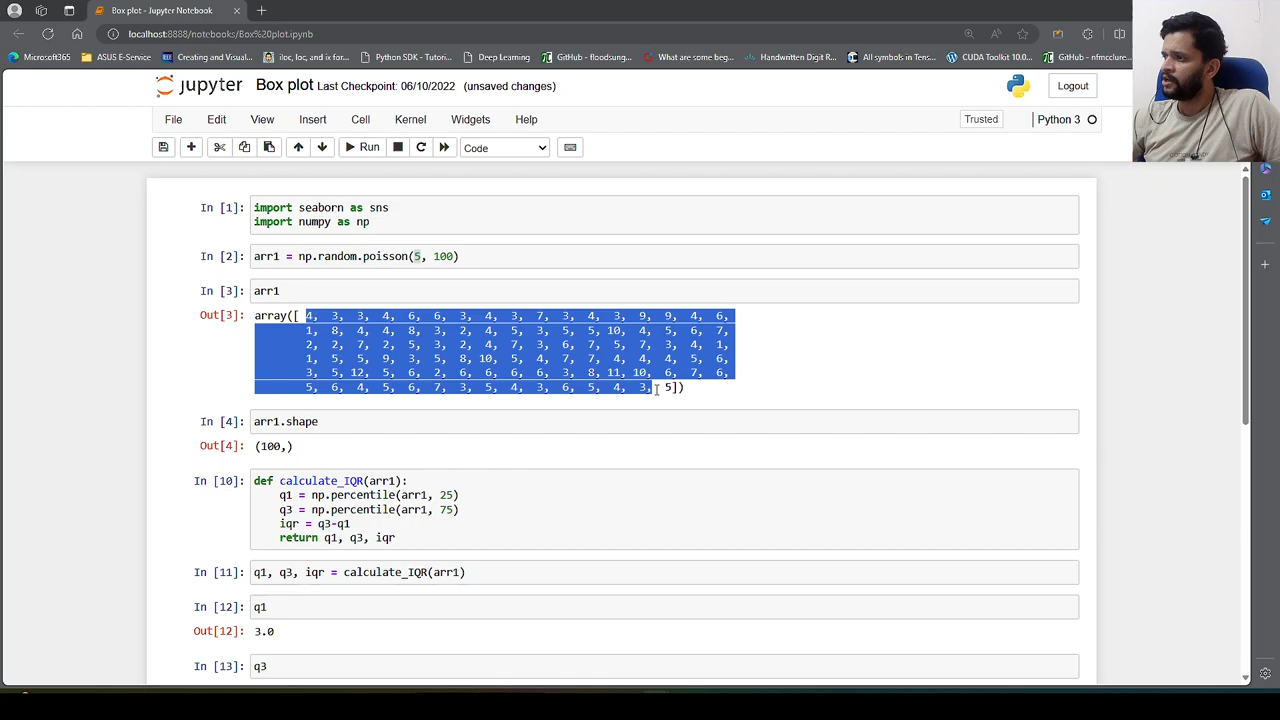 Box plot - Jupyter Notebook
localhost:8888/notebooks/Box%20plot.ipynb
Microsoft365 ASUS E-Service Creating and Visual... iloc, loc, and ix for... Python SDK - Tutori... Deep Learning GitHub - floodsung... What are some beg... Handwritten Digit R... All symbols in Tens... CUDA Toolkit 10.0... GitHub - nfmcclure...
jupyter Box plot Last Checkpoint: 06/10/2022 (unsaved changes) Logout
File Edit View Insert Cell Kernel Widgets Help Trusted Python 3
Run Code
In [1]: import seaborn as sns
import numpy as np
In [2]: arr1 = np.random.poisson(5, 100)
In [3]: arr1
Out[3]: array([ 4, 3, 3, 4, 6, 6, 3, 4, 3, 7, 3, 4, 3, 9, 9, 4, 6,
1, 8, 4, 4, 8, 3, 2, 4, 5, 3, 5, 5, 10, 4, 5, 6, 7,
2, 2, 7, 2, 5, 3, 2, 4, 7, 3, 6, 7, 5, 7, 3, 4, 1,
1, 5, 5, 9, 3, 5, 8, 10, 5, 4, 7, 7, 4, 4, 4, 5, 6,
3, 5, 12, 5, 6, 2, 6, 6, 6, 6, 3, 8, 11, 10, 6, 7, 6,
5, 6, 4, 5, 6, 7, 3, 5, 4, 3, 6, 5, 4, 3, 5])
In [4]: arr1.shape
Out[4]: (100,)
In [10]: def calculate_IQR(arr1):
q1 = np.percentile(arr1, 25)
q3 = np.percentile(arr1, 75)
iqr = q3-q1
return q1, q3, iqr
In [11]: q1, q3, iqr = calculate_IQR(arr1)
In [12]: q1
Out[12]: 3.0
In [13]: q3